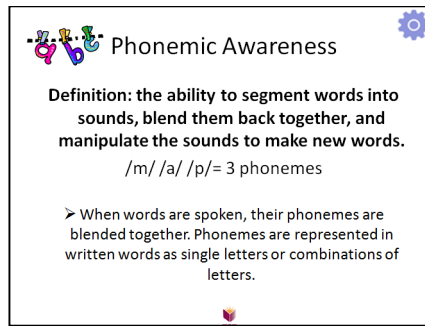 abc Phonemic Awareness
Definition: the ability to segment words into
sounds, blend them back together, and
manipulate the sounds to make new words.
/m/ /a/ /p/= 3 phonemes
➢ When words are spoken, their phonemes are
blended together. Phonemes are represented in
written words as single letters or combinations of
letters.